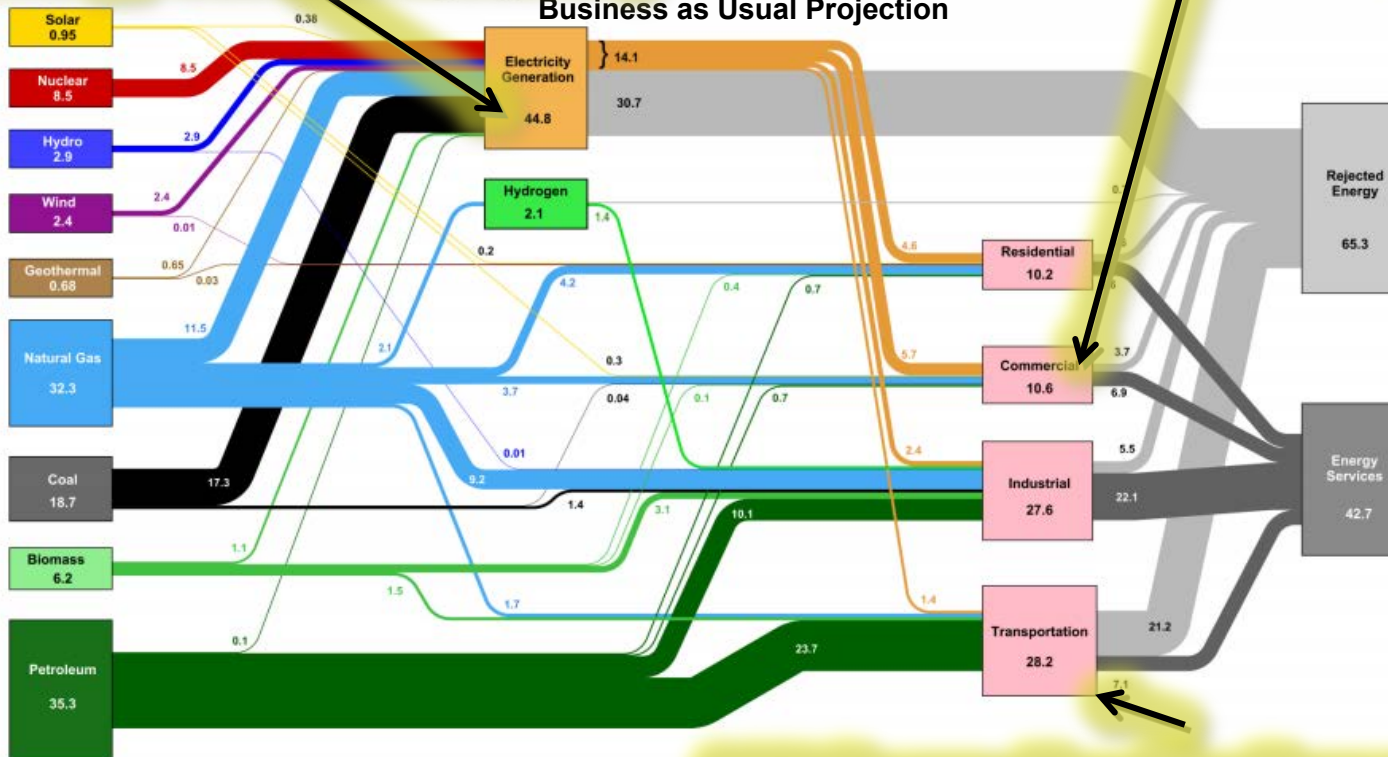 Business as Usual Projection
Solar
0.95
0.38
Nuclear
8.5
8.5
Electricity
Generation
44.8
}
14.1
30.7
Hydro
2.9
2.9
Wind
2.4
2.4
0.01
Hydrogen
2.1
1.4
Geothermal
0.68
0.65
0.03
0.2
4.6
Residential
10.2
Rejected
Energy
65.3
Natural Gas
32.3
11.5
2.1
4.2
0.4
0.7
0.3
3.7
0.04
0.1
0.7
5.7
Commercial
10.6
3.7
6.9
Coal
18.7
17.3
0.01
9.2
1.4
2.4
Industrial
27.6
5.5
22.1
Energy
Services
42.7
3.1
10.1
Biomass
6.2
1.1
1.5
1.7
1.4
Petroleum
35.3
0.1
23.7
Transportation
28.2
21.2
7.1